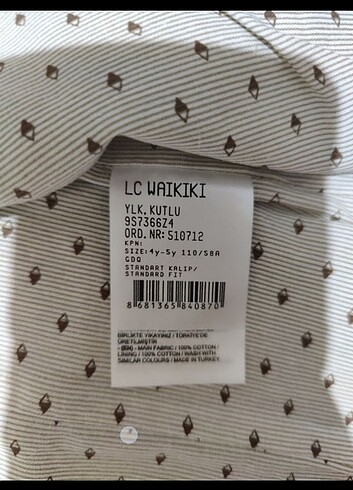 LC WAIKIKI
YLK. KUTLU
9S7366Z4
ORD. NR: 510712
KPN:
SIZE: 4y-5y 110/58A
GDQ
STANDART KALIP/
STANDARD FIT
8 681365 840870
BİRLİKTE YIKAYINIZ / TÜRKİYE'DE
ÜRETİLMİŞTİR
- (EN) - MAIN FABRIC / 100% COTTON /
LINING / 100% COTTON / WASH WITH
SIMILAR COLOURS / MADE IN TURKEY.